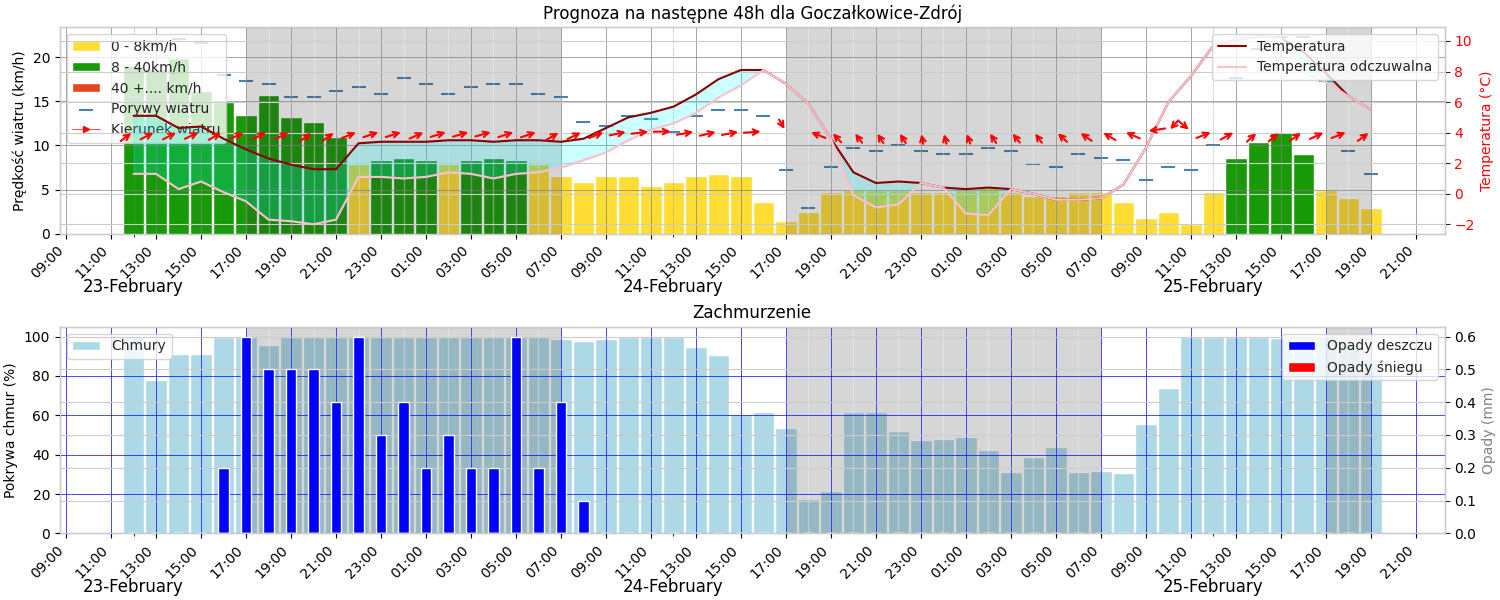 Prognoza na następne 48h dla Goczałkowice-Zdrój
Prędkość wiatru (km/h)
20
15
10
5
0
0 - 8km/h
8 - 40km/h
40 +.... km/h
Porywy wiatru
Kierunek wiatru
Temperatura
Temperatura odczuwalna
10
8
6
4
2
0
−2
Temperatura (°C)
09:00 11:00 13:00 15:00 17:00 19:00 21:00 23:00 01:00 03:00 05:00 07:00 09:00 11:00 13:00 15:00 17:00 19:00 21:00 23:00 01:00 03:00 05:00 07:00 09:00 11:00 13:00 15:00 17:00 19:00 21:00
23-February 24-February 25-February
Zachmurzenie
Pokrywa chmur (%)
100
80
60
40
20
0
Chmury
Opady deszczu
Opady śniegu
0.6
0.5
0.4
0.3
0.2
0.1
0.0
Opady (mm)
09:00 11:00 13:00 15:00 17:00 19:00 21:00 23:00 01:00 03:00 05:00 07:00 09:00 11:00 13:00 15:00 17:00 19:00 21:00 23:00 01:00 03:00 05:00 07:00 09:00 11:00 13:00 15:00 17:00 19:00 21:00
23-February 24-February 25-February